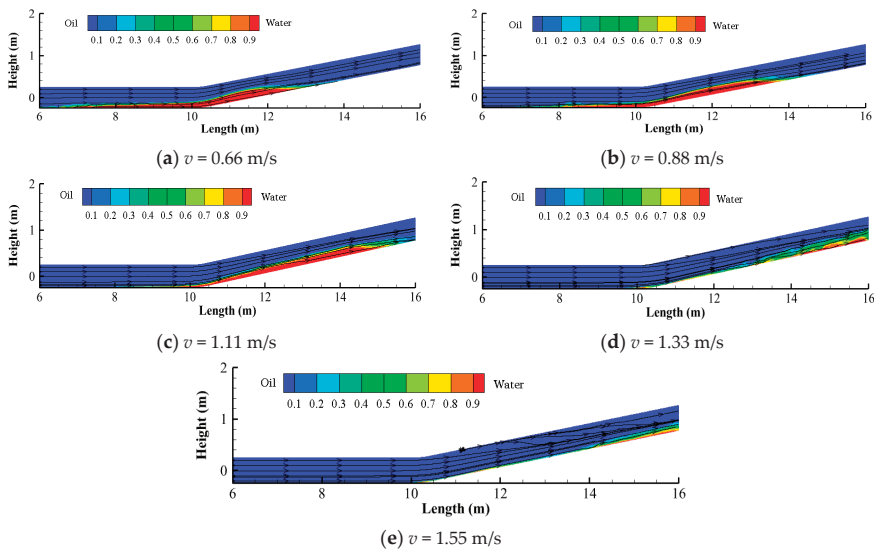 Oil Water
0.1 0.2 0.3 0.4 0.5 0.6 0.7 0.8 0.9
Height (m)
2
1
0
6 8 10 12 14 16
Length (m)
(a) v = 0.66 m/s
Oil Water
0.1 0.2 0.3 0.4 0.5 0.6 0.7 0.8 0.9
Height (m)
2
1
0
6 8 10 12 14 16
Length (m)
(b) v = 0.88 m/s
Oil Water
0.1 0.2 0.3 0.4 0.5 0.6 0.7 0.8 0.9
Height (m)
2
1
0
6 8 10 12 14 16
Length (m)
(c) v = 1.11 m/s
Oil Water
0.1 0.2 0.3 0.4 0.5 0.6 0.7 0.8 0.9
Height (m)
2
1
0
6 8 10 12 14 16
Length (m)
(d) v = 1.33 m/s
Oil Water
0.1 0.2 0.3 0.4 0.5 0.6 0.7 0.8 0.9
Height (m)
2
1
0
6 8 10 12 14 16
Length (m)
(e) v = 1.55 m/s